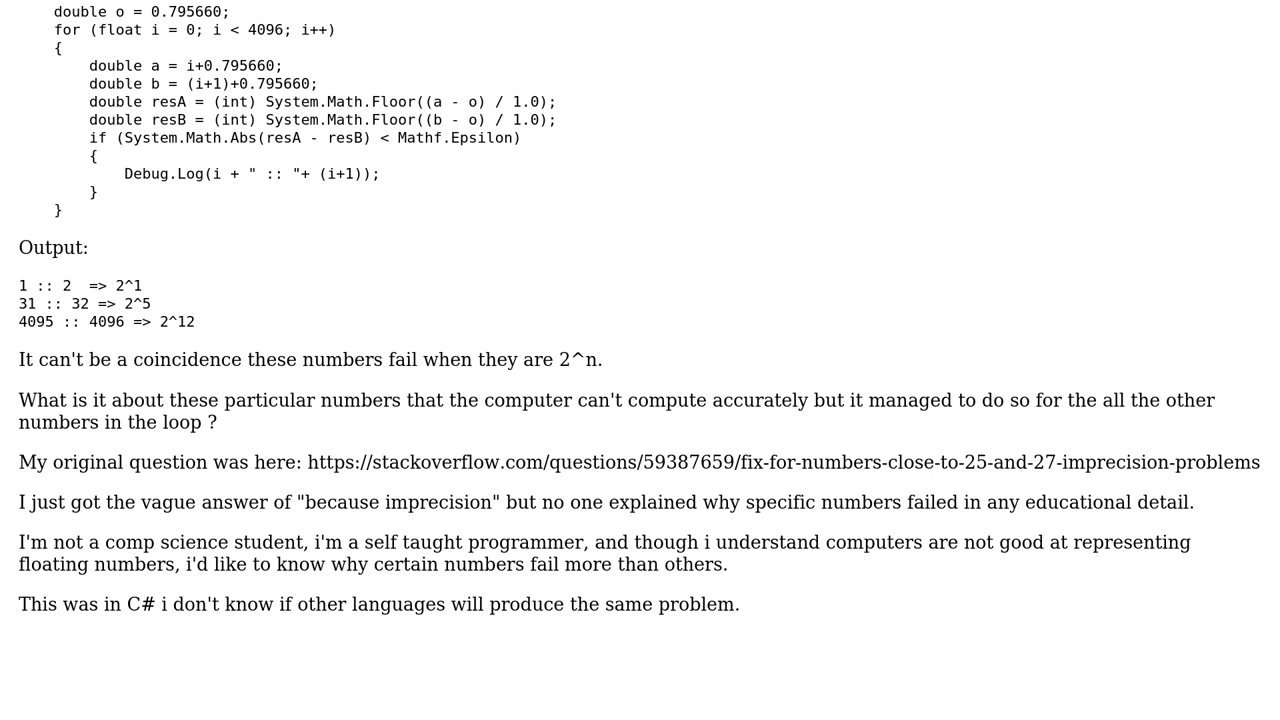 double o = 0.795660;
for (float i = 0; i < 4096; i++)
{
double a = i+0.795660;
double b = (i+1)+0.795660;
double resA = (int) System.Math.Floor((a - o) / 1.0);
double resB = (int) System.Math.Floor((b - o) / 1.0);
if (System.Math.Abs(resA - resB) < Mathf.Epsilon)
{
Debug.Log(i + " :: "+ (i+1));
}
}
Output:
1 :: 2  => 2^1
31 :: 32 => 2^5
4095 :: 4096 => 2^12
It can't be a coincidence these numbers fail when they are 2^n.
What is it about these particular numbers that the computer can't compute accurately but it managed to do so for the all the other
numbers in the loop ?
My original question was here: https://stackoverflow.com/questions/59387659/fix-for-numbers-close-to-25-and-27-imprecision-problems
I just got the vague answer of "because imprecision" but no one explained why specific numbers failed in any educational detail.
I'm not a comp science student, i'm a self taught programmer, and though i understand computers are not good at representing
floating numbers, i'd like to know why certain numbers fail more than others.
This was in C# i don't know if other languages will produce the same problem.